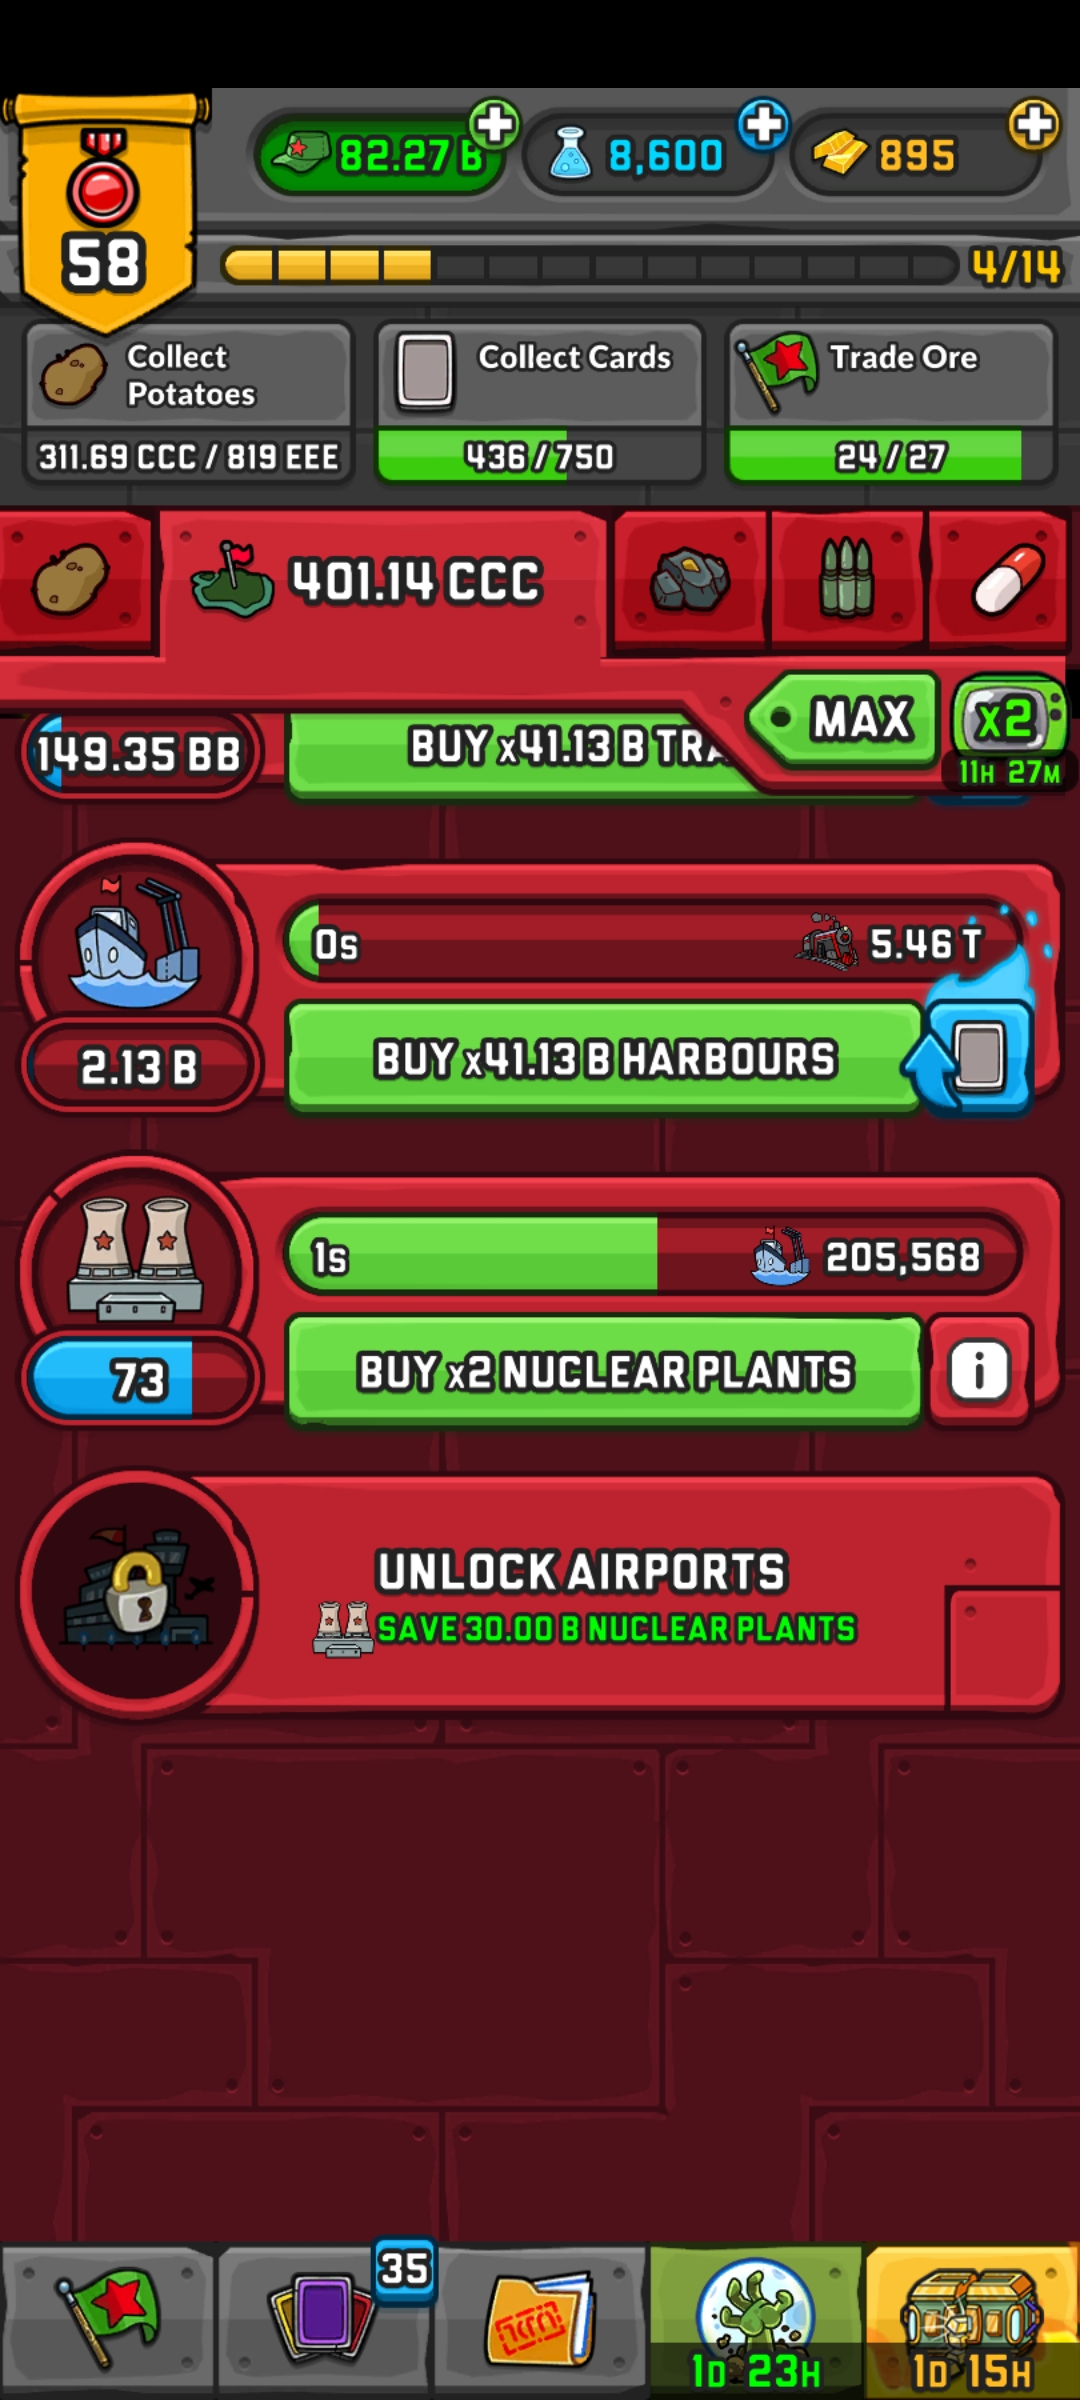 82.27 B
8,600
895
58
4/14
Collect
Potatoes
311.69 CCC / 819 EEE
Collect Cards
436 / 750
Trade Ore
24 / 27
401.14 CCC
MAX
X2
11H 27M
149.35 BB
BUY x41.13 B TRA
0s
5.46 T
2.13 B
BUY x41.13 B HARBOURS
1s
205,568
73
BUY x2 NUCLEAR PLANTS
i
UNLOCK AIRPORTS
SAVE 30.00 B NUCLEAR PLANTS
35
1D 23H
1D 15H